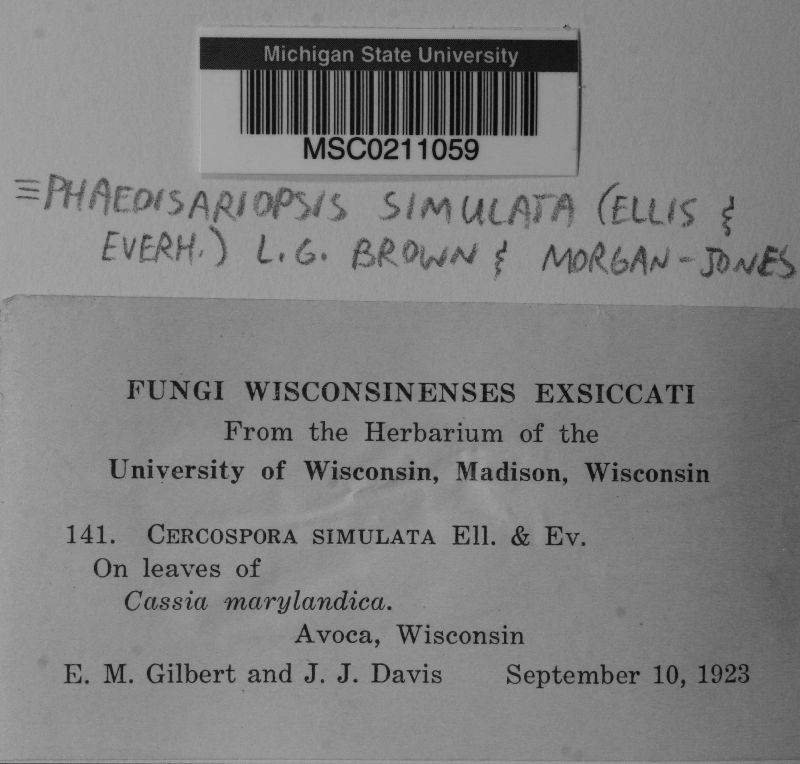 Michigan State University
MSC0211059
≡PHAEOISARIOPSIS SIMULATA (ELLIS &
EVERH.) L.G. BROWN & MORGAN-JONES
FUNGI WISCONSINENSES EXSICCATI
From the Herbarium of the
University of Wisconsin, Madison, Wisconsin
141. CERCOSPORA SIMULATA Ell. & Ev.
On leaves of
Cassia marylandica.
Avoca, Wisconsin
E. M. Gilbert and J. J. Davis September 10, 1923